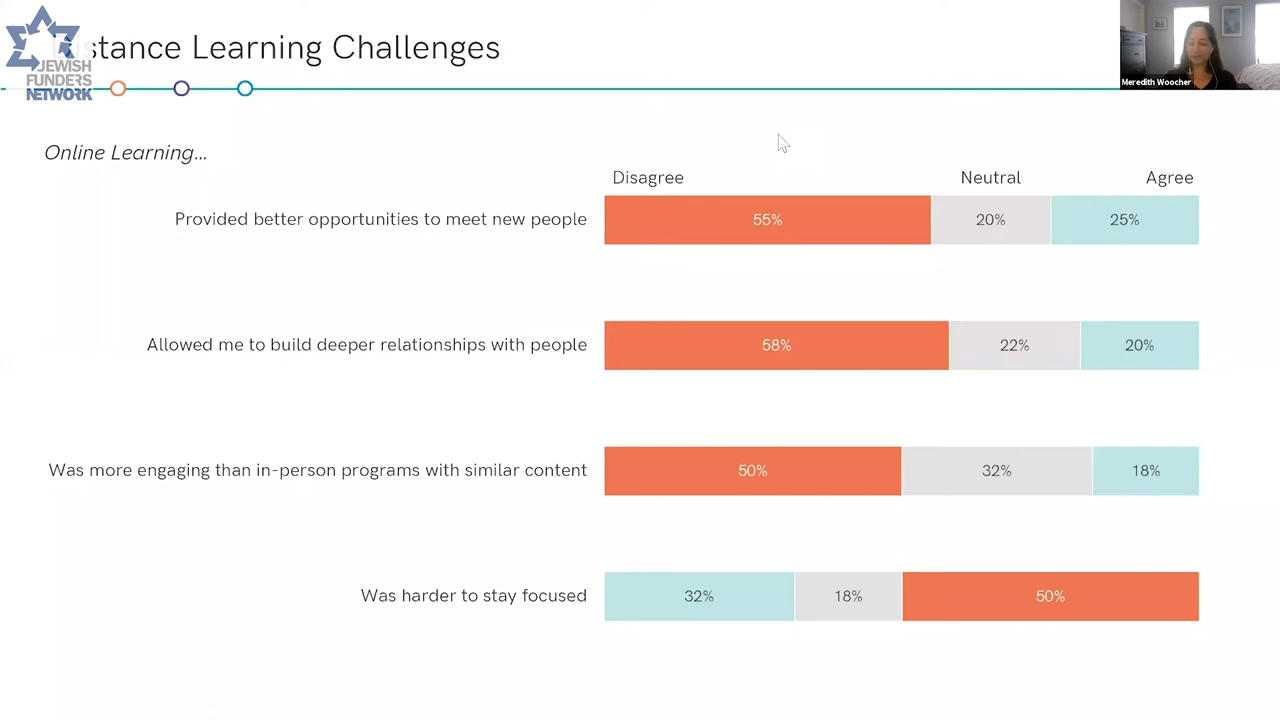 stance Learning Challenges
JEWISH
FUNDERS
NETWORK
Meredith Woocher
Online Learning...
Disagree Neutral Agree
Provided better opportunities to meet new people 55% 20% 25%
Allowed me to build deeper relationships with people 58% 22% 20%
Was more engaging than in-person programs with similar content 50% 32% 18%
Was harder to stay focused 32% 18% 50%